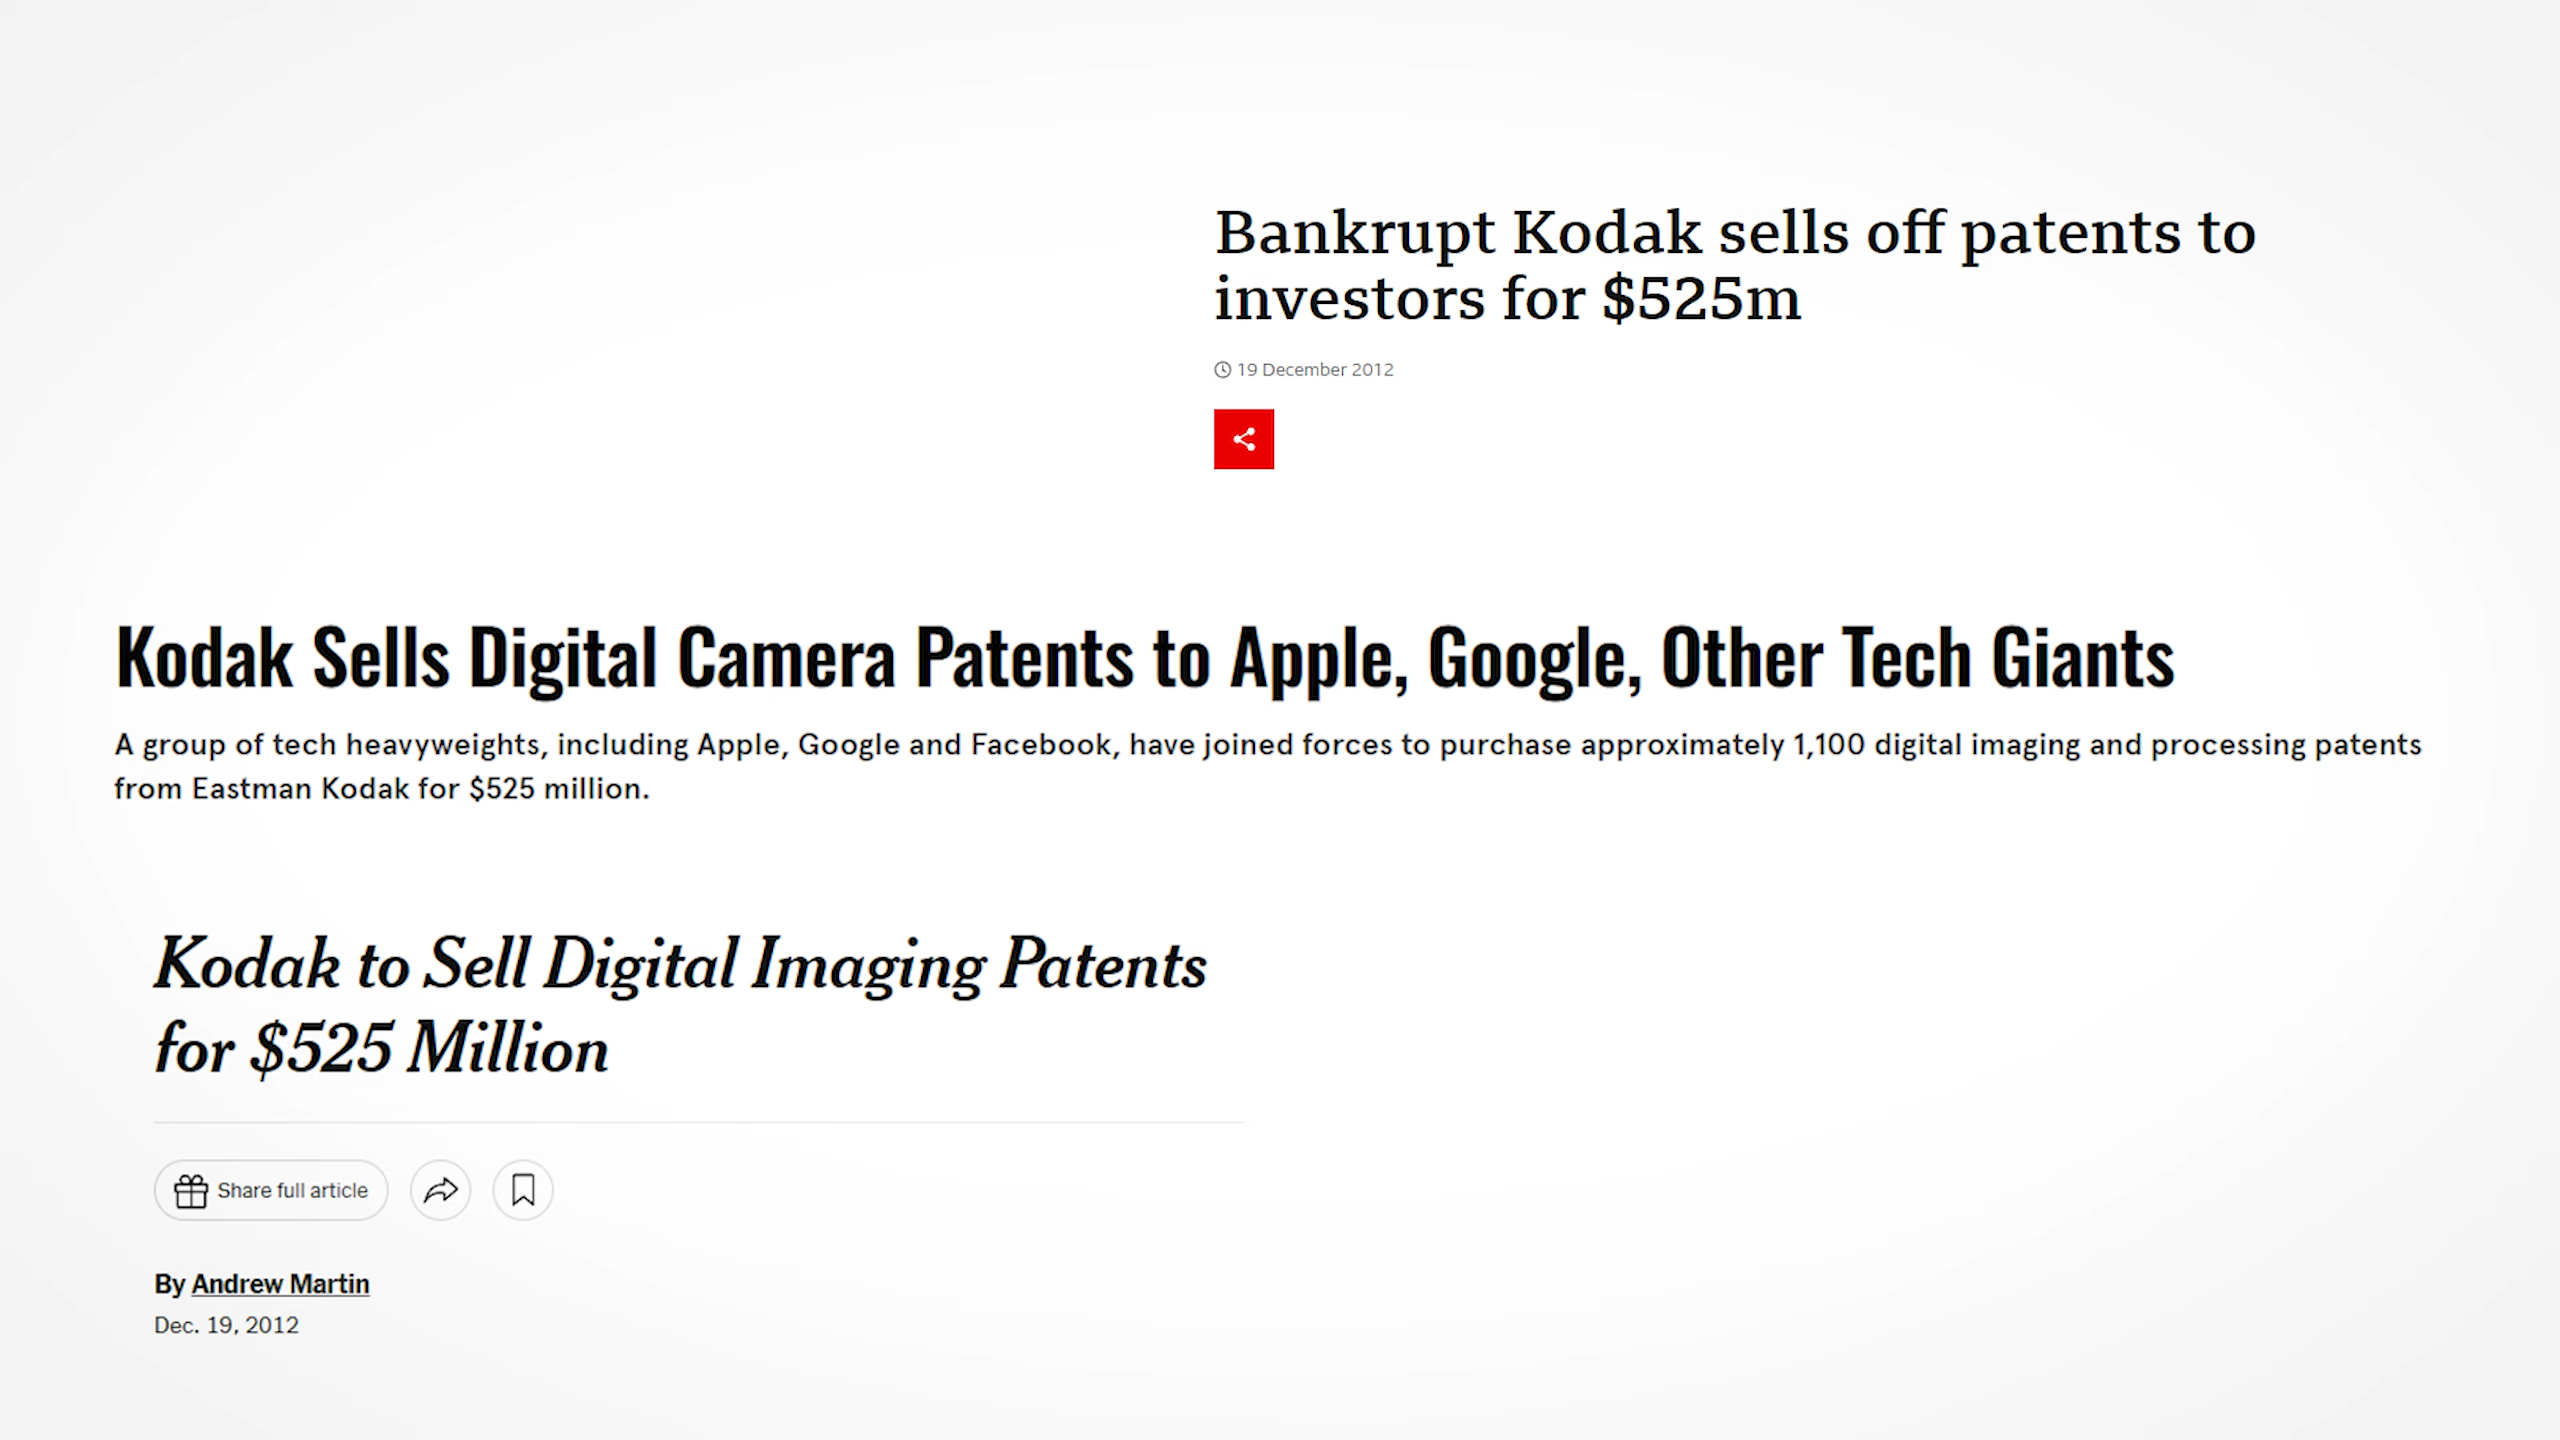 Bankrupt Kodak sells off patents to
investors for $525m
19 December 2012
Kodak Sells Digital Camera Patents to Apple, Google, Other Tech Giants
A group of tech heavyweights, including Apple, Google and Facebook, have joined forces to purchase approximately 1,100 digital imaging and processing patents
from Eastman Kodak for $525 million.
Kodak to Sell Digital Imaging Patents
for $525 Million
Share full article
By Andrew Martin
Dec. 19, 2012